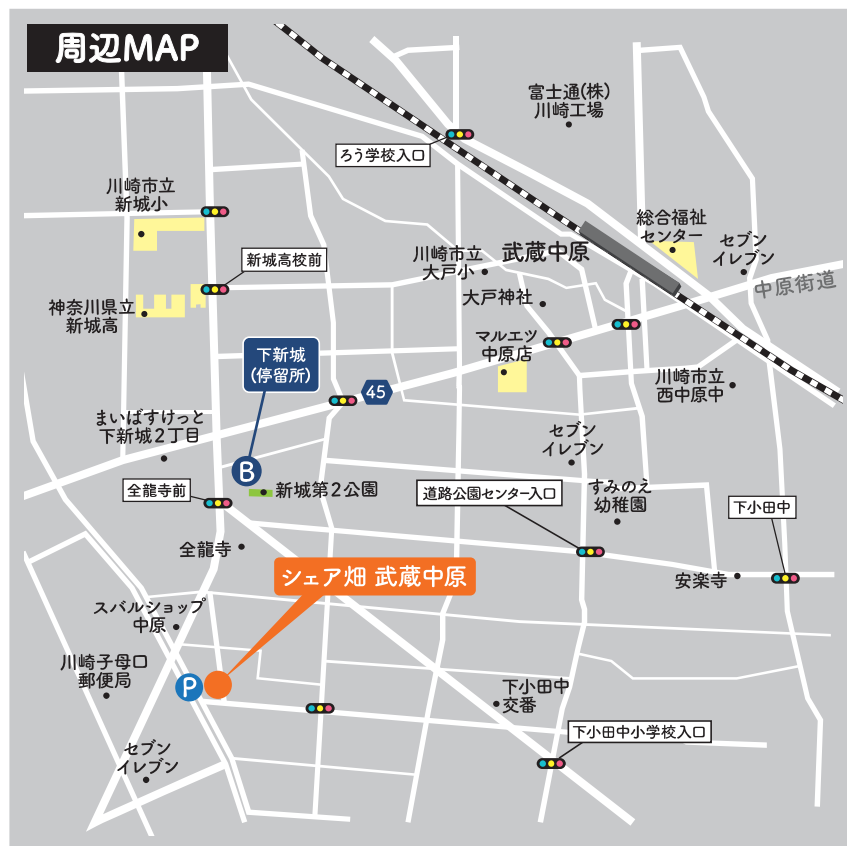 周辺MAP
富士通(株)
川崎工場
ろう学校入口
川崎市立
新城小
総合福祉
センター
セブン
イレブン
新城高校前
川崎市立
大戸小
武蔵中原
中原街道
神奈川県立
新城高
大戸神社
マルエツ
中原店
下新城
(停留所)
45
川崎市立
西中原中
まいばすけっと
下新城2丁目
セブン
イレブン
B
新城第2公園
全龍寺前
道路公園センター入口
すみのえ
幼稚園
下小田中
全龍寺
シェア畑 武蔵中原
安楽寺
スバルショップ
中原
川崎子母口
郵便局
P
下小田中
交番
下小田中小学校入口
セブン
イレブン